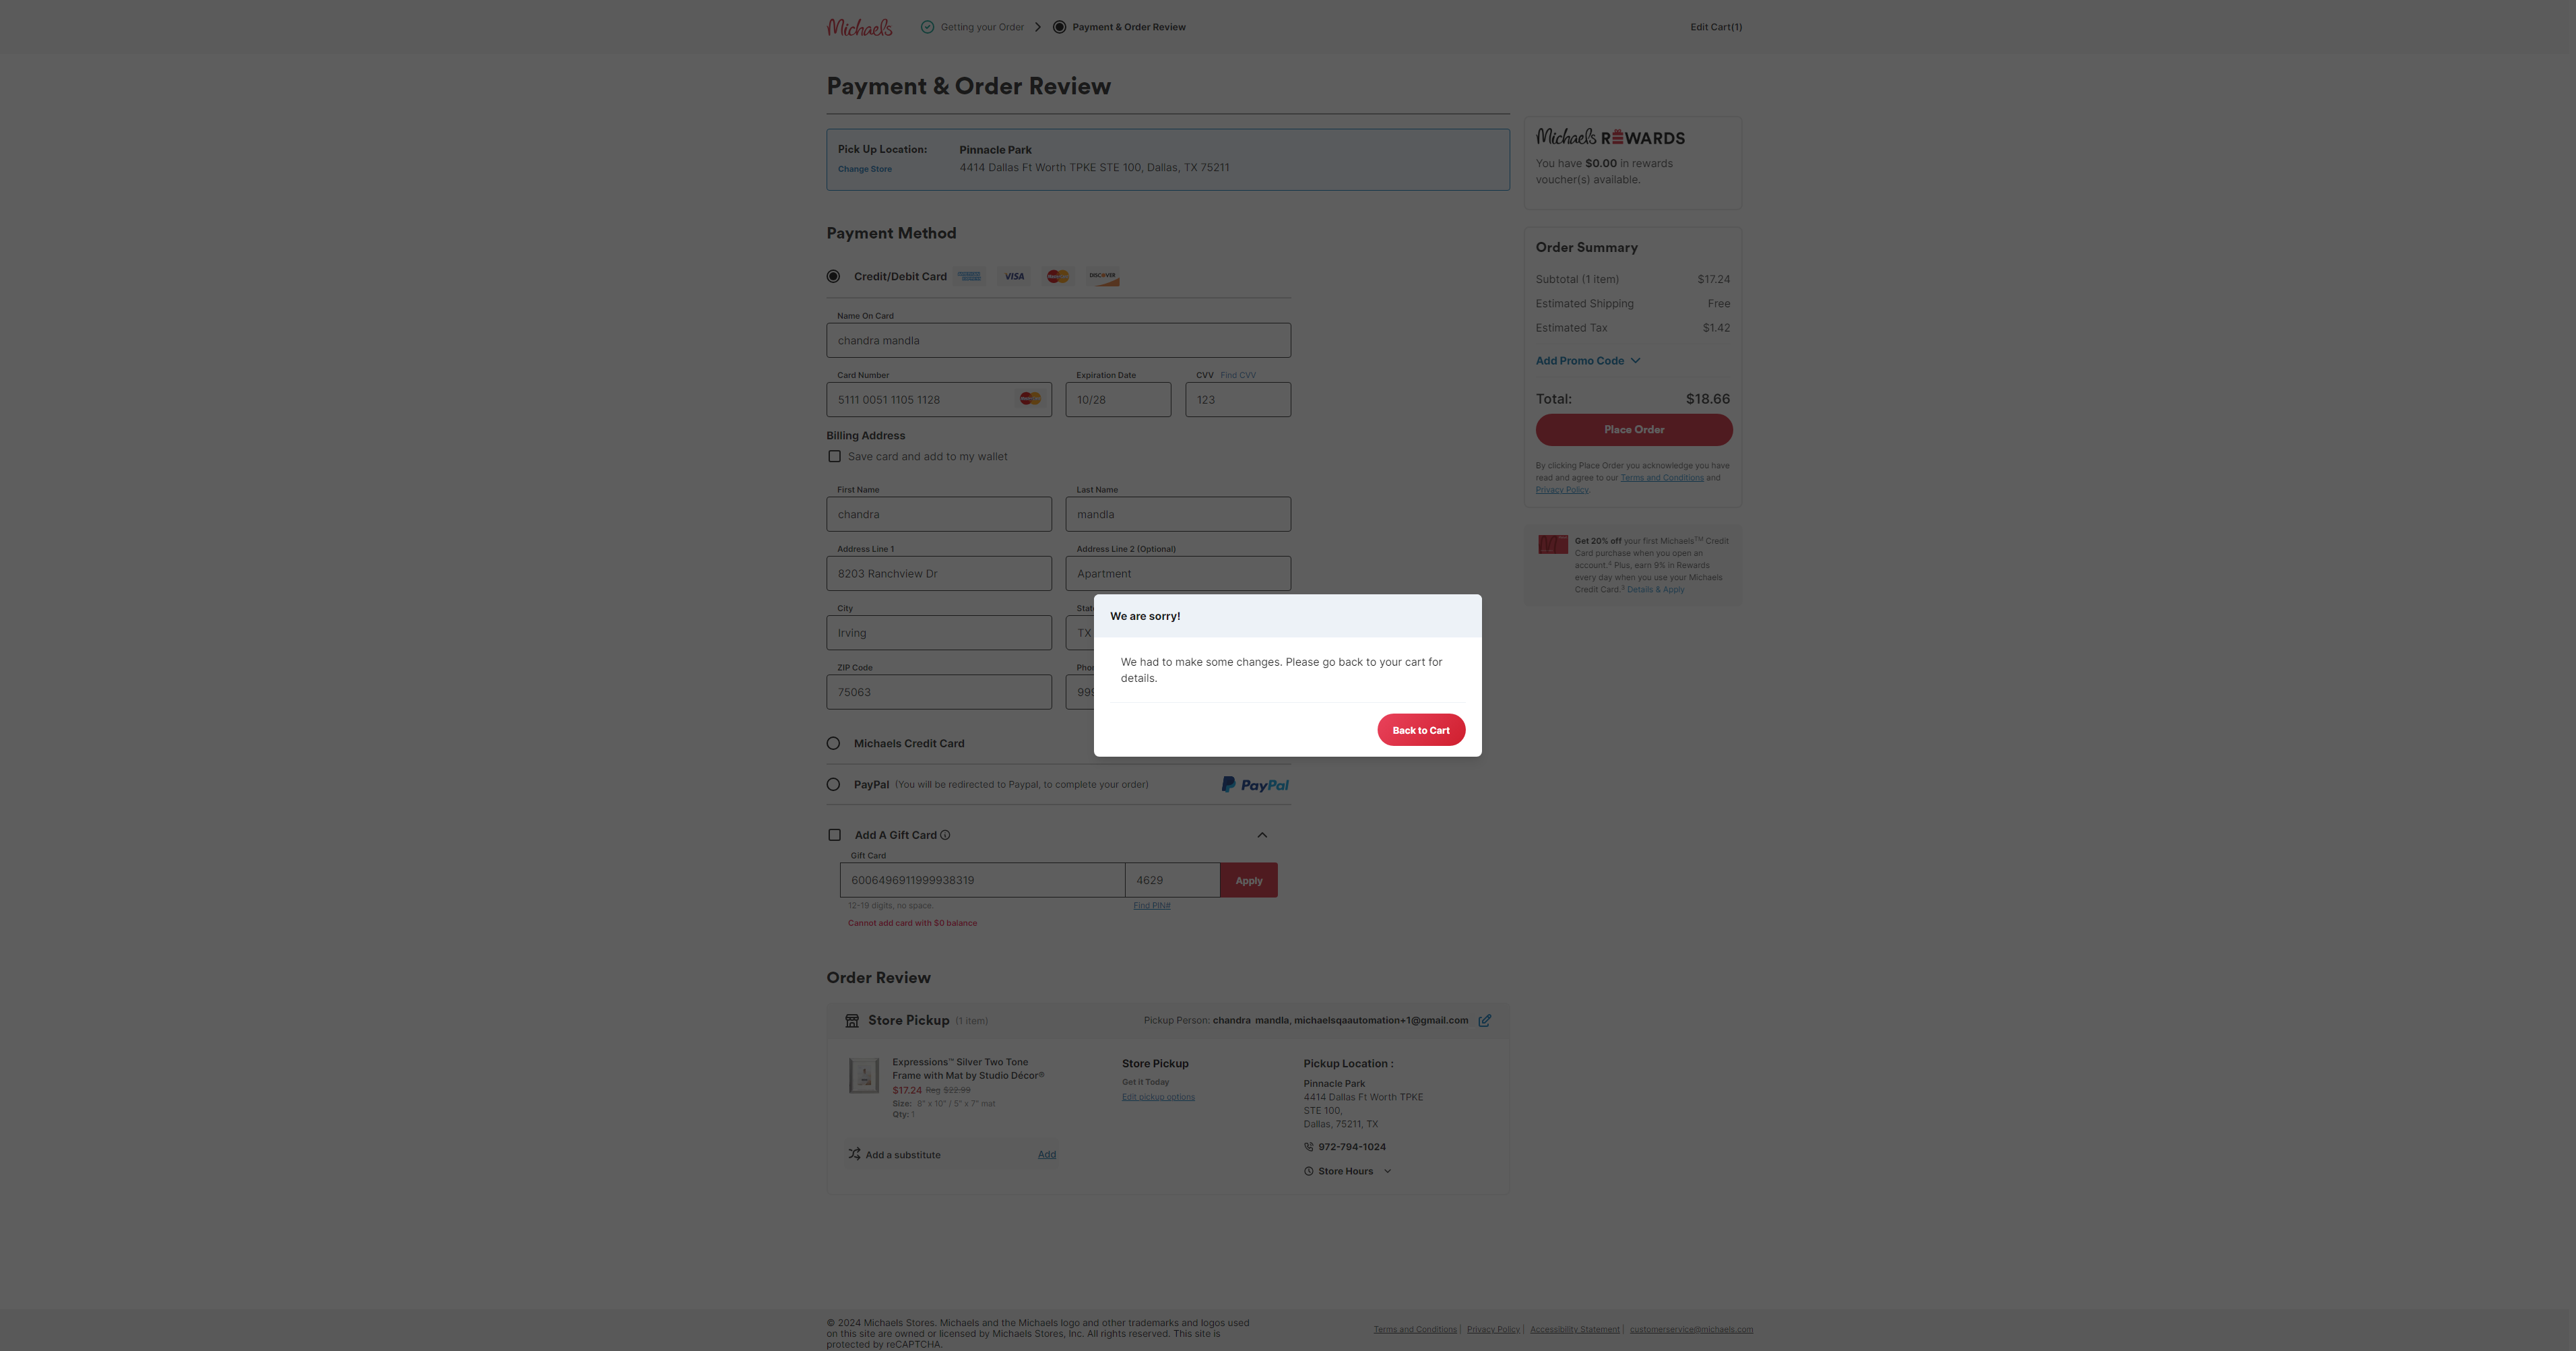 Michaels
Getting your Order
Payment & Order Review
Edit Cart(1)
Payment & Order Review
Pick Up Location:
Change Store
Pinnacle Park
4414 Dallas Ft Worth TPKE STE 100, Dallas, TX 75211
Michaels REWARDS
You have $0.00 in rewards
voucher(s) available.
Payment Method
Credit/Debit Card
VISA
DISCOVER
Name On Card
chandra mandla
Card Number
Expiration Date
CVV Find CVV
5111 0051 1105 1128
10/28
123
Billing Address
Save card and add to my wallet
First Name
Last Name
chandra
mandla
Address Line 1
Address Line 2 (Optional)
8203 Ranchview Dr
Apartment
City
Irving
TX
ZIP Code
75063
Order Summary
Subtotal (1 item) $17.24
Estimated Shipping Free
Estimated Tax $1.42
Add Promo Code
Total: $18.66
Place Order
By clicking Place Order you acknowledge you have
read and agree to our Terms and Conditions and
Privacy Policy.
Get 20% off your first Michaels™ Credit
Card purchase when you open an
account.² Plus, earn 9% in Rewards
every day when you use your Michaels
Credit Card.³ Details & Apply
We are sorry!
We had to make some changes. Please go back to your cart for
details.
Back to Cart
Michaels Credit Card
PayPal (You will be redirected to Paypal, to complete your order)
PayPal
Add A Gift Card
Gift Card
6006496911999938319
4629
Apply
12-19 digits, no space.
Find PIN#
Cannot add card with $0 balance
Order Review
Store Pickup (1 item)
Pickup Person: chandra mandla, michaelsqaautomation+1@gmail.com
Expressions™ Silver Two Tone
Frame with Mat by Studio Décor®
$17.24 Reg $22.99
Size: 8" x 10" / 5" x 7" mat
Qty: 1
Add a substitute
Add
Store Pickup
Get it Today
Edit pickup options
Pickup Location :
Pinnacle Park
4414 Dallas Ft Worth TPKE
STE 100,
Dallas, 75211, TX
972-794-1024
Store Hours
© 2024 Michaels Stores. Michaels and the Michaels logo and other trademarks and logos used
on this site are owned or licensed by Michaels Stores, Inc. All rights reserved. This site is
protected by reCAPTCHA.
Terms and Conditions | Privacy Policy | Accessibility Statement | customerservice@michaels.com